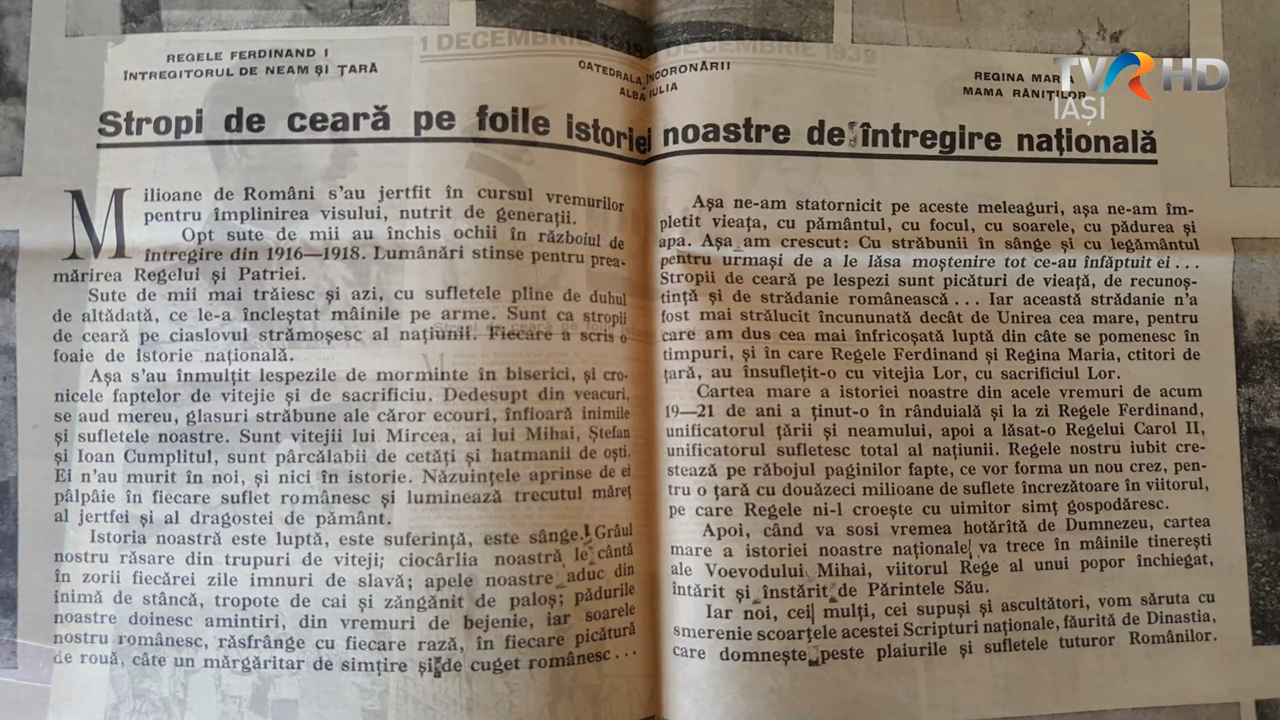 REGELE FERDINAND I
ÎNTREGITORUL DE NEAM ȘI ȚARĂ
1 DECEMBRIE 1918
DECEMBRIE 1939
CATEDRALA ÎNCORONĂRII
ALBA IULIA
REGINA MARIA
MAMA RĂNIȚILOR
TVR HD
IAȘI
Stropi de ceară pe foile istoriei noastre de întregire națională
Milioane de Români s'au jertfit în cursul vremurilor
pentru împlinirea visului, nutrit de generații.
Opt sute de mii au închis ochii în războiul de
întregire din 1916—1918. Lumânări stinse pentru prea-
mărirea Regelui și Patriei.
Sute de mii mai trăiesc și azi, cu sufletele pline de duhul
de altădată, ce le-a încleștat mâinile pe arme. Sunt ca stropii
de ceară pe ciaslovul strămoșesc al națiunii. Fiecare a scris o
foaie de Istorie națională.
Așa s'au înmulțit lespezile de morminte în biserici, și cro-
nicele faptelor de vitejie și de sacrificiu. Dedesupt din veacuri,
se aud mereu, glasuri străbune ale căror ecouri, înfioară inimile
și sufletele noastre. Sunt vitejii lui Mircea, ai lui Mihai, Ștefan
și Ioan Cumplitul, sunt pârcălabii de cetăți și hatmanii de oști.
Ei n'au murit în noi, și nici în istorie. Năzuințele aprinse de ei
pâlpâie în fiecare suflet românesc și luminează trecutul măreț
al jertfei și al dragostei de pământ.
Istoria noastră este luptă, este suferință, este sânge. Grâul
nostru răsare din trupuri de viteji; ciocârlia noastră le cântă
în zorii fiecărei zile imnuri de slavă; apele noastre aduc din
inimă de stâncă, tropote de cai și zângănit de paloș; pădurile
noastre doinesc amintiri, din vremuri de bejenie, iar soarele
nostru românesc, răsfrânge cu fiecare rază, în fiecare picătură
de rouă, câte un mărgăritar de simțire și de cuget românesc...
Așa ne-am statornicit pe aceste meleaguri, așa ne-am îm-
pletit vieața, cu pământul, cu focul, cu soarele, cu pădurea și
apa. Așa am crescut: Cu străbunii în sânge și cu legământul
pentru urmași de a le lăsa moștenire tot ce-au înfăptuit ei...
Stropii de ceară pe lespezi sunt picături de vieață, de recunoș-
tință și de strădanie românească... Iar această strădanie n'a
fost mai strălucit încununată decât de Unirea cea mare, pentru
care am dus cea mai înfricoșată luptă din câte se pomenesc în
timpuri, și în care Regele Ferdinand și Regina Maria, ctitori de
țară, au însuflețit-o cu vitejia Lor, cu sacrificiul Lor.
Cartea mare a istoriei noastre din acele vremuri de acum
19—21 de ani a ținut-o în rânduială și la zi Regele Ferdinand,
unificatorul țării și neamului, apoi a lăsat-o Regelui Carol II,
unificatorul sufletesc total al națiunii. Regele nostru iubit cre-
stează pe răbojul paginilor fapte, ce vor forma un nou crez, pen-
tru o țară cu douăzeci milioane de suflete încrezătoare în viitorul,
pe care Regele ni-l croește cu uimitor simț gospodăresc.
Apoi, când va sosi vremea hotărîtă de Dumnezeu, cartea
mare a istoriei noastre naționale va trece în mâinile tinerești
ale Voevodului Mihai, viitorul Rege al unui popor închiegat,
întărit și înstărit de Părintele Său.
Iar noi, cei mulți, cei supuși și ascultători, vom săruta cu
smerenie scoarțele acestei Scripturi naționale, făurită de Dinastia,
care domnește peste plaiurile și sufletele tuturor Românilor.